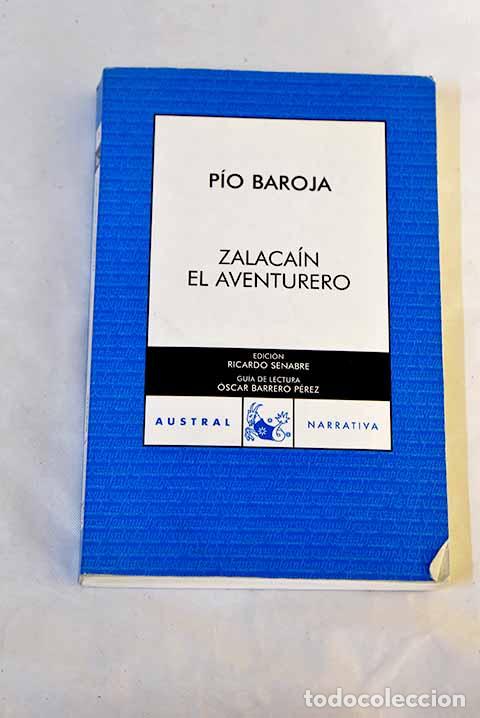 PÍO BAROJA
ZALACAÍN
EL AVENTURERO
EDICIÓN
RICARDO SENABRE
GUÍA DE LECTURA
ÓSCAR BARRERO PÉREZ
AUSTRAL
NARRATIVA
todocoleccion